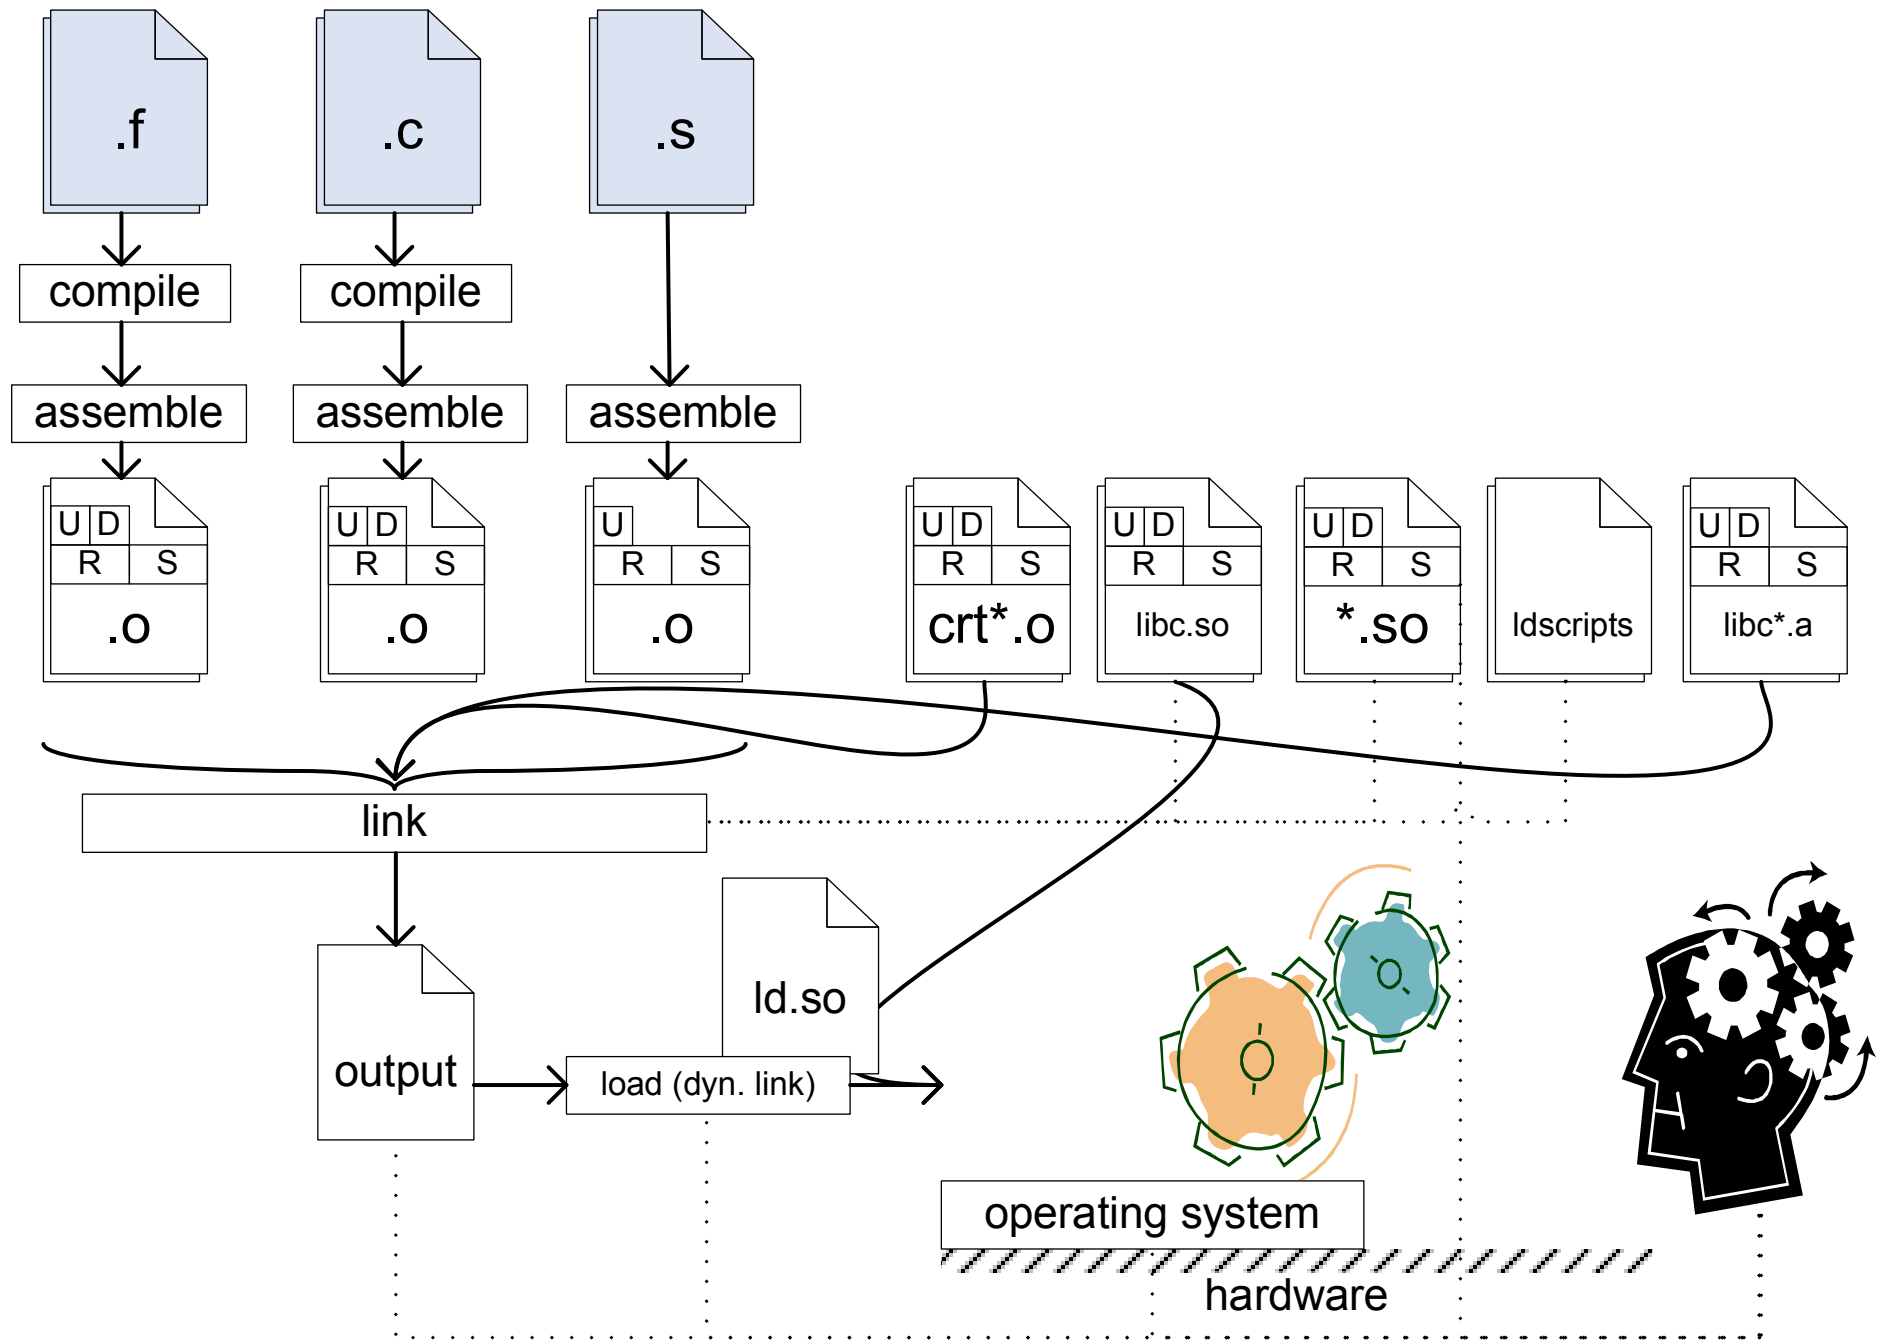 .f
.c
.s
compile
compile
assemble
assemble
assemble
U D
R S
.o
U D
R S
.o
U
R S
.o
U D
R S
crt*.o
U D
R S
libc.so
U D
R S
*.so
ldscripts
U D
R S
libc*.a
link
ld.so
output
load (dyn. link)
operating system
hardware